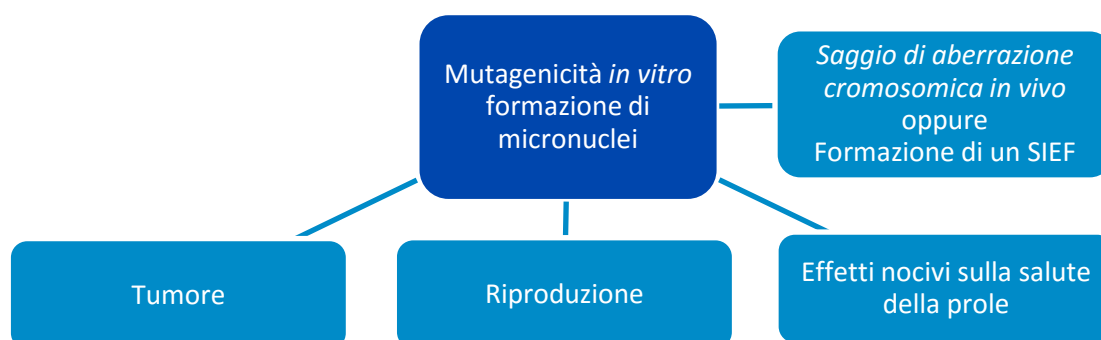 Mutagenicità in vitro
formazione di
micronuclei
Saggio di aberrazione
cromosomica in vivo
oppure
Formazione di un SIEF
Tumore
Riproduzione
Effetti nocivi sulla salute
della prole